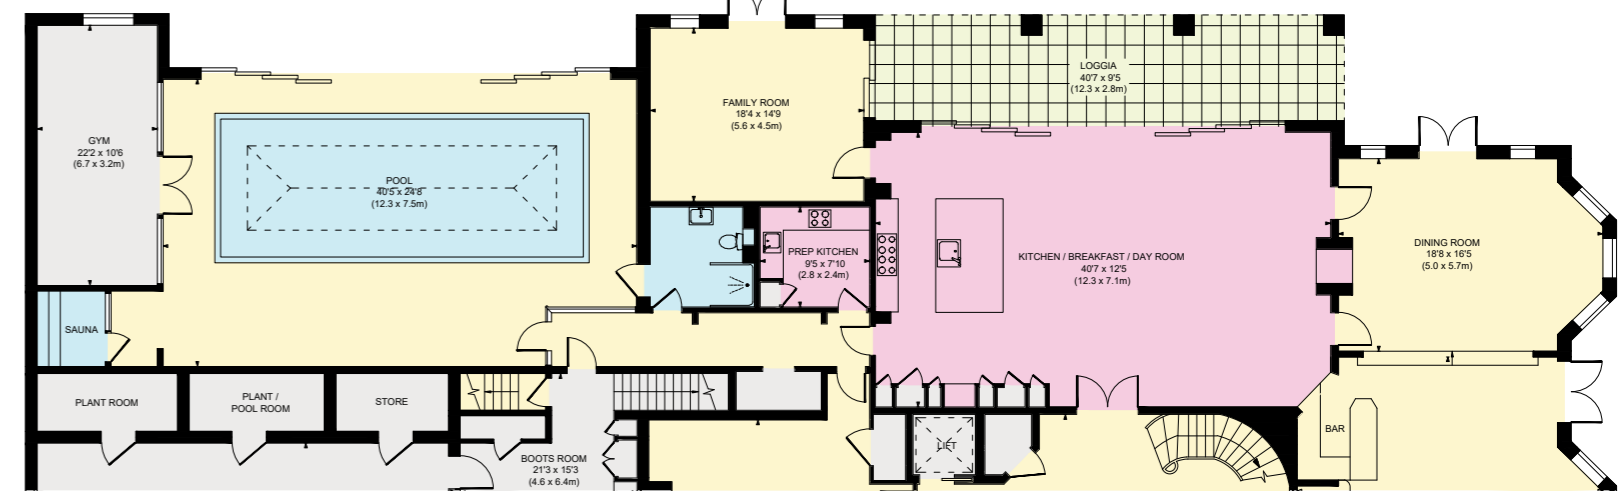 LOGGIA
40'7 x 9'5
(12.3 x 2.8m)
FAMILY ROOM
18'4 x 14'9
(5.6 x 4.5m)
GYM
22'2 x 10'6
(6.7 x 3.2m)
POOL
40'5 x 24'8
(12.3 x 7.5m)
PREP KITCHEN
9'5 x 7'10
(2.8 x 2.4m)
KITCHEN / BREAKFAST / DAY ROOM
40'7 x 12'5
(12.3 x 7.1m)
DINING ROOM
18'8 x 16'5
(5.0 x 5.7m)
SAUNA
PLANT ROOM
PLANT /
POOL ROOM
STORE
BAR
LIFT
BOOTS ROOM
21'3 x 15'3
(4.6 x 6.4m)